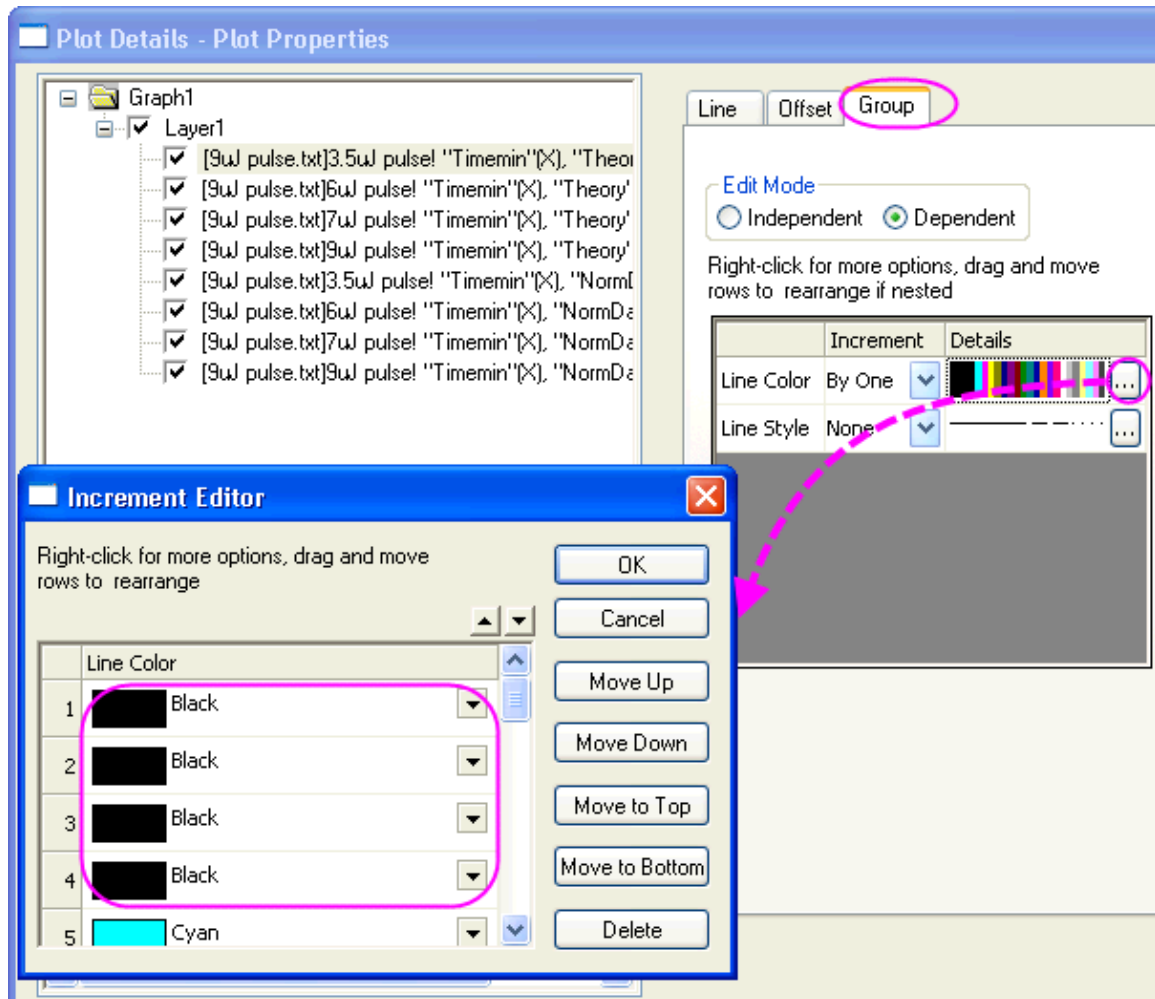 Plot Details - Plot Properties
Graph1
Layer1
[9uJ pulse.txt]3.5uJ pulse! "Timemin"(X), "Theor
[9uJ pulse.txt]6uJ pulse! "Timemin"(X), "Theory"
[9uJ pulse.txt]7uJ pulse! "Timemin"(X), "Theory"
[9uJ pulse.txt]9uJ pulse! "Timemin"(X), "Theory"
[9uJ pulse.txt]3.5uJ pulse! "Timemin"(X), "NormD
[9uJ pulse.txt]6uJ pulse! "Timemin"(X), "NormDa
[9uJ pulse.txt]7uJ pulse! "Timemin"(X), "NormDa
[9uJ pulse.txt]9uJ pulse! "Timemin"(X), "NormDa
Line Offset Group
Edit Mode
Independent Dependent
Right-click for more options, drag and move
rows to rearrange if nested
Increment Details
Line Color By One ...
Line Style None ...
Increment Editor
Right-click for more options, drag and move
rows to rearrange
Line Color
1 Black
2 Black
3 Black
4 Black
5 Cyan
OK
Cancel
Move Up
Move Down
Move to Top
Move to Bottom
Delete